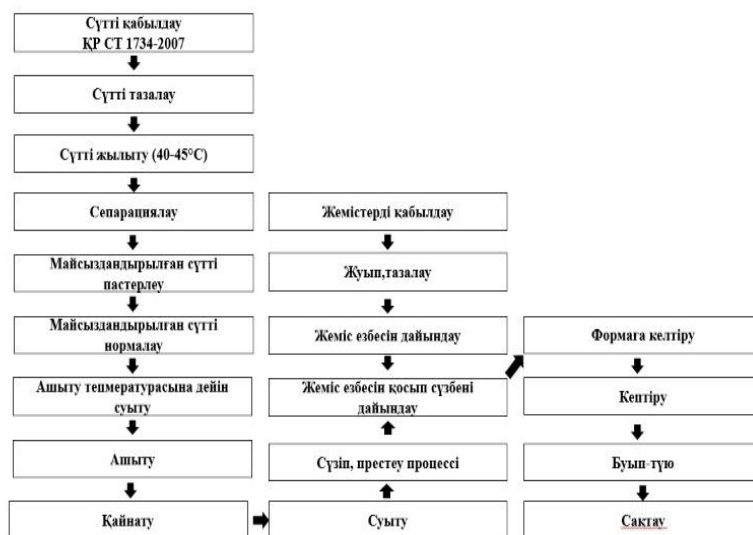 Сүтті қабылдау
ҚР СТ 1734-2007
Сүтті тазалау
Сүтті жылыту (40-45°C)
Сепарациялау
Майсыздандырылған сүтті
пастерлеу
Майсыздандырылған сүтті
нормалау
Ашыту тепмературасына дейін
суыту
Ашыту
Қайнату
Жемістерді қабылдау
Жуып,тазалау
Жеміс езбесін дайындау
Жеміс езбесін қосып сүзбені
дайындау
Сүзіп, престеу процессі
Суыту
Формаға келтіру
Кептіру
Буып-түю
Сақтау